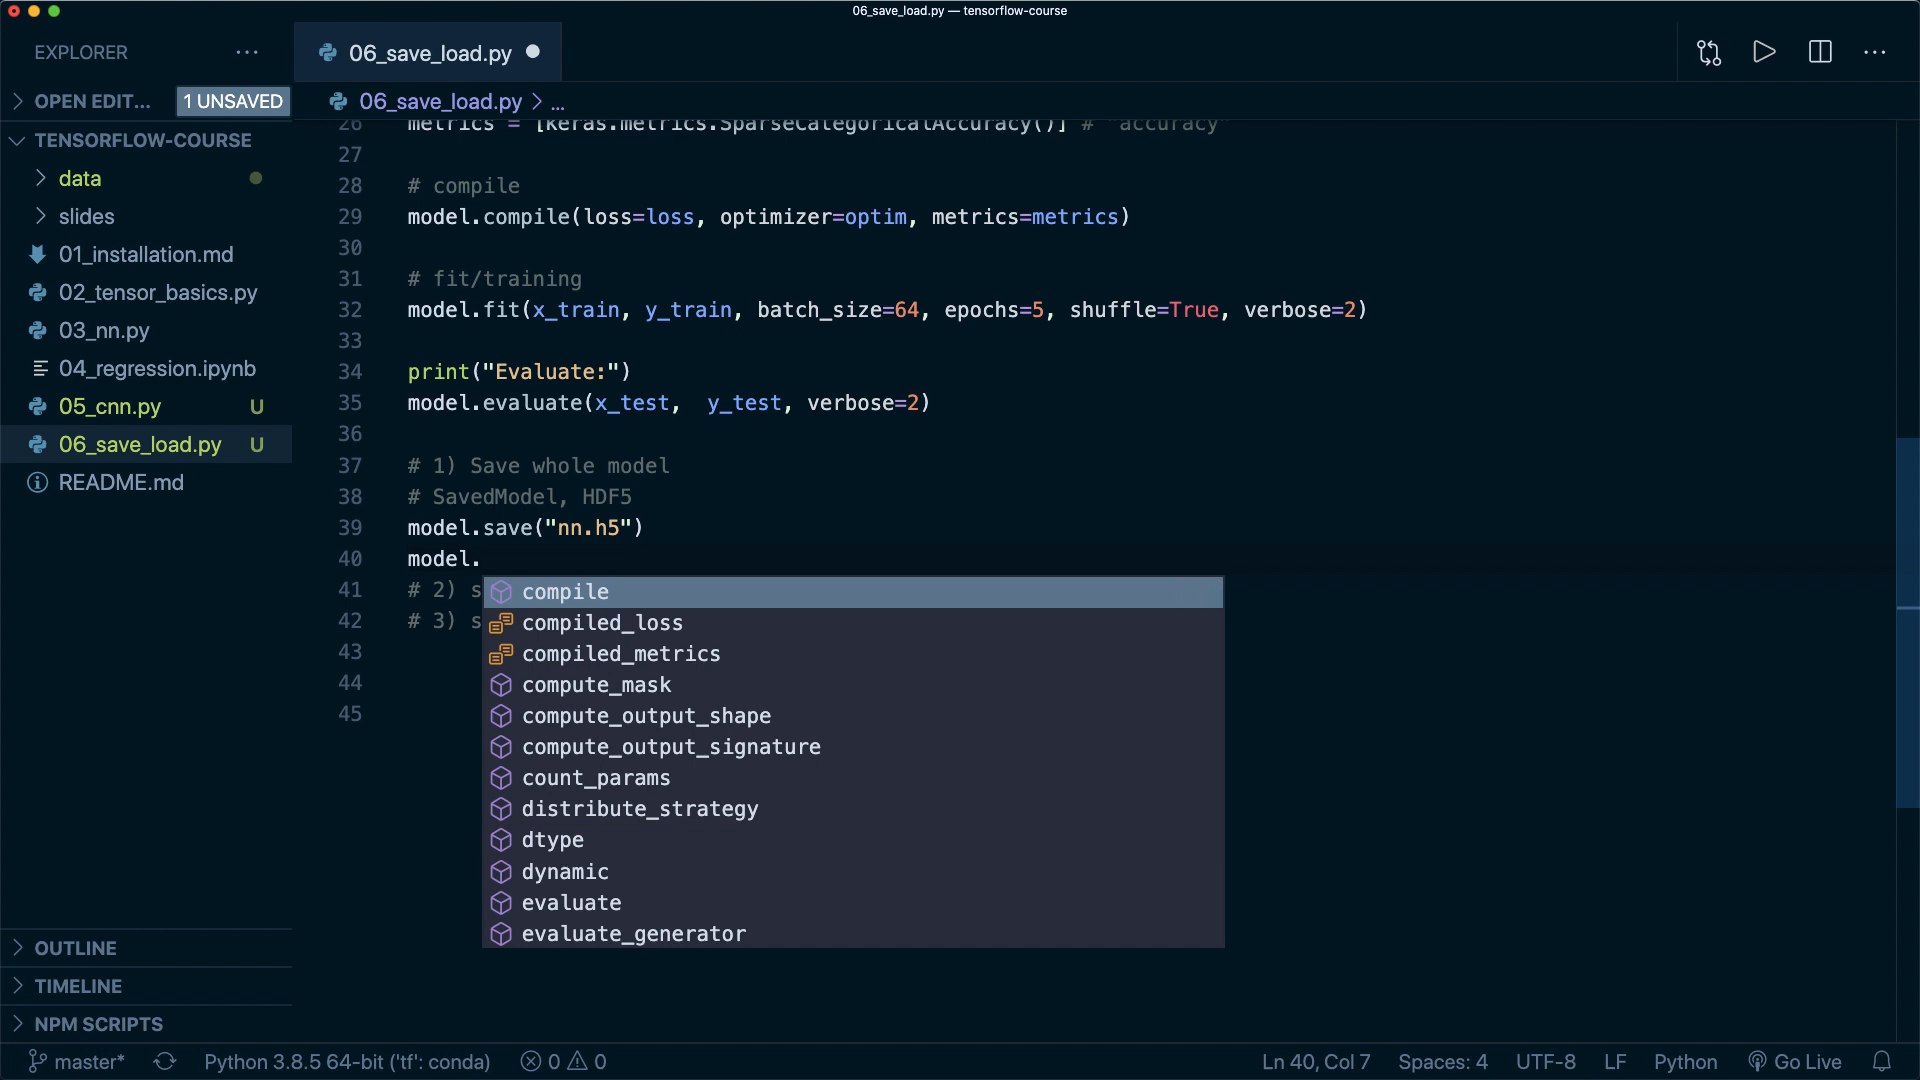 06_save_load.py — tensorflow-course
EXPLORER
06_save_load.py
OPEN EDIT... 1 UNSAVED
06_save_load.py > ...
TENSORFLOW-COURSE
data
slides
01_installation.md
02_tensor_basics.py
03_nn.py
04_regression.ipynb
05_cnn.py U
06_save_load.py U
README.md
OUTLINE
TIMELINE
NPM SCRIPTS
26 metrics = [keras.metrics.SparseCategoricalAccuracy()] # "accuracy"
27
28 # compile
29 model.compile(loss=loss, optimizer=optim, metrics=metrics)
30
31 # fit/training
32 model.fit(x_train, y_train, batch_size=64, epochs=5, shuffle=True, verbose=2)
33
34 print("Evaluate:")
35 model.evaluate(x_test,  y_test, verbose=2)
36
37 # 1) Save whole model
38 # SavedModel, HDF5
39 model.save("nn.h5")
40 model.
41 # 2) s
42 # 3) s
43
44
45
compile
compiled_loss
compiled_metrics
compute_mask
compute_output_shape
compute_output_signature
count_params
distribute_strategy
dtype
dynamic
evaluate
evaluate_generator
master* Python 3.8.5 64-bit ('tf': conda) 0 0 Ln 40, Col 7 Spaces: 4 UTF-8 LF Python Go Live